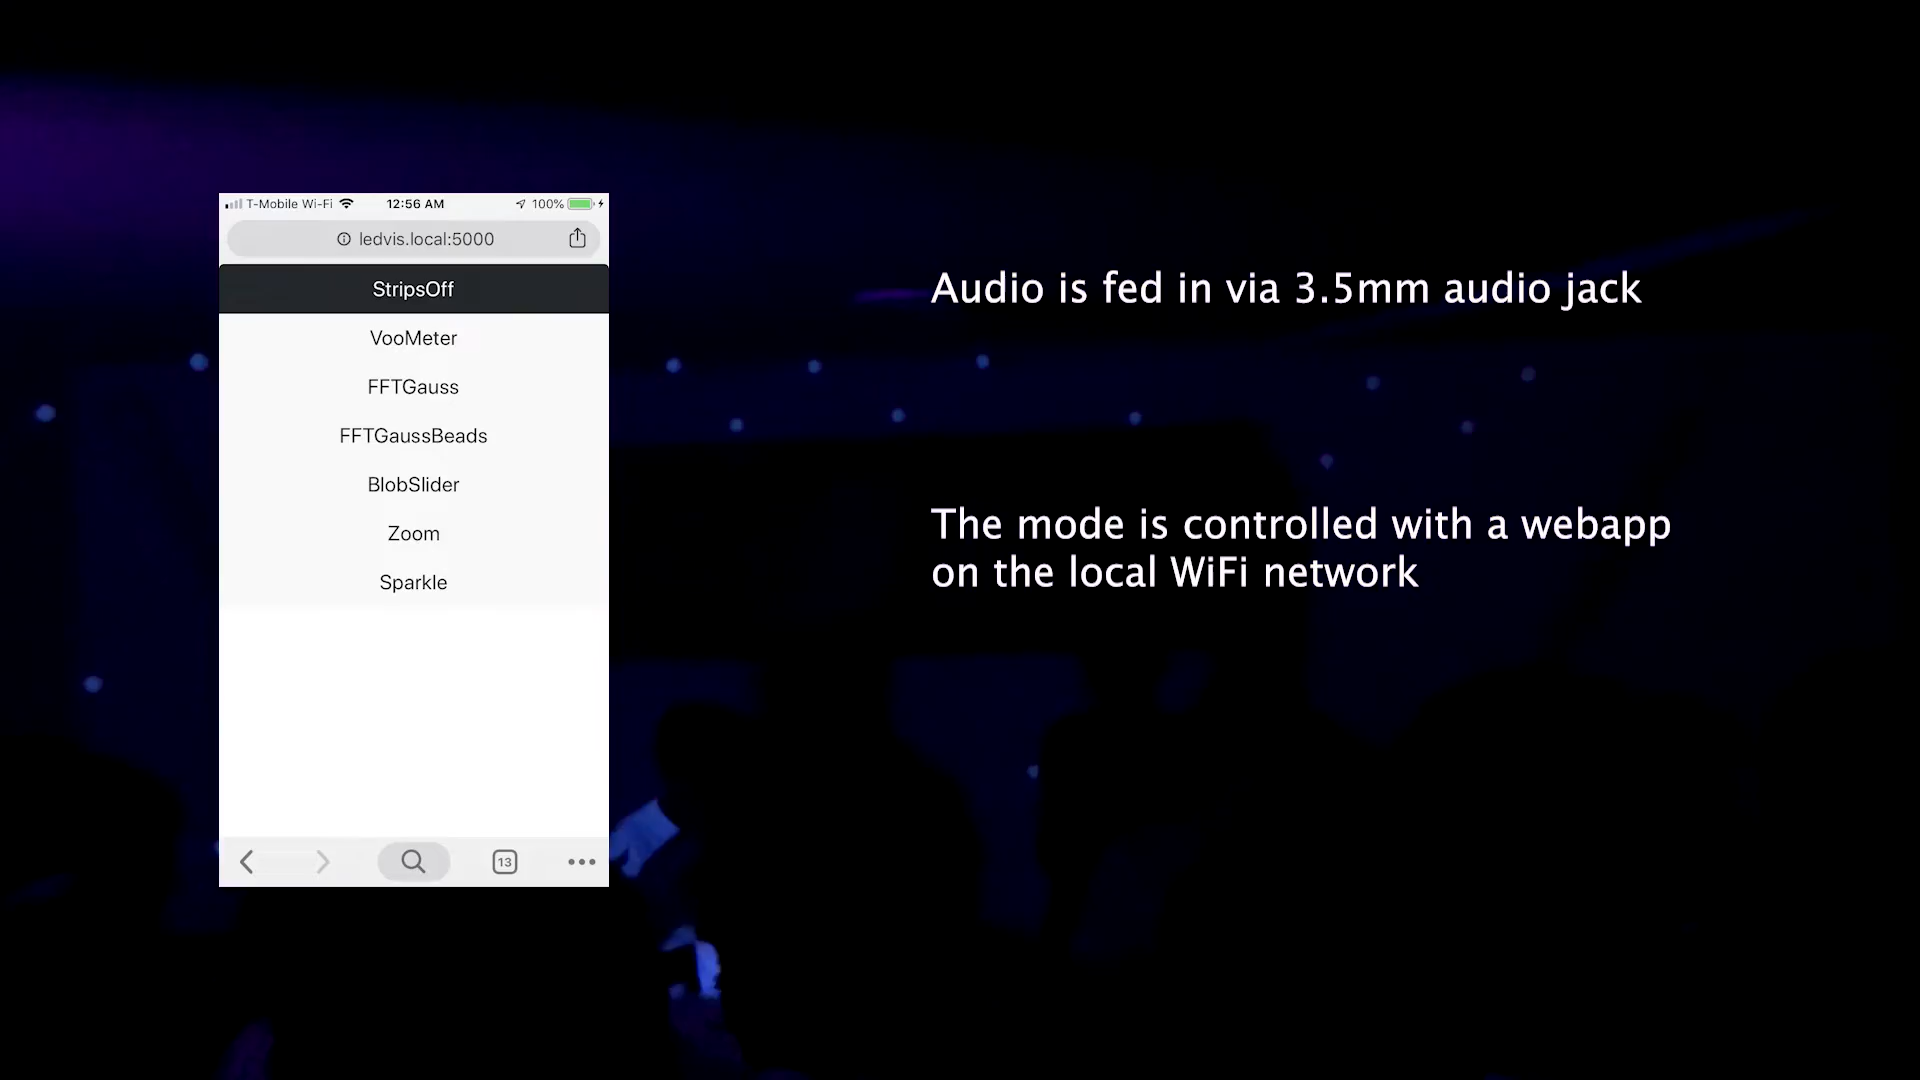 T-Mobile Wi-Fi 12:56 AM 100%
ledvis.local:5000
StripsOff
VooMeter
FFTGauss
FFTGaussBeads
BlobSlider
Zoom
Sparkle
13
Audio is fed in via 3.5mm audio jack
The mode is controlled with a webapp
on the local WiFi network